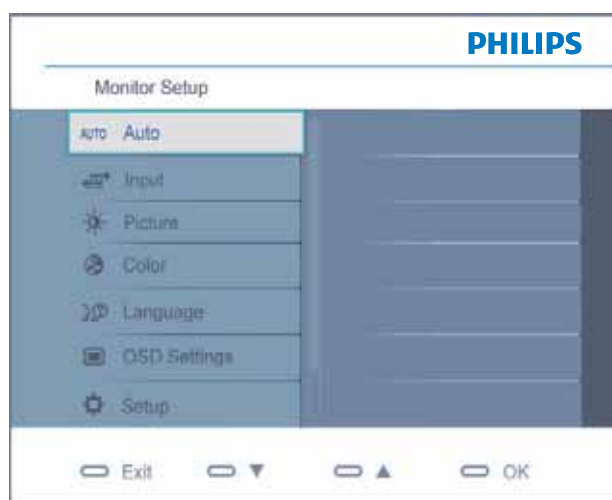 PHILIPS
Monitor Setup
AUTO Auto
Input
Picture
Color
Language
OSD Settings
Setup
Exit ▼ ▲ OK